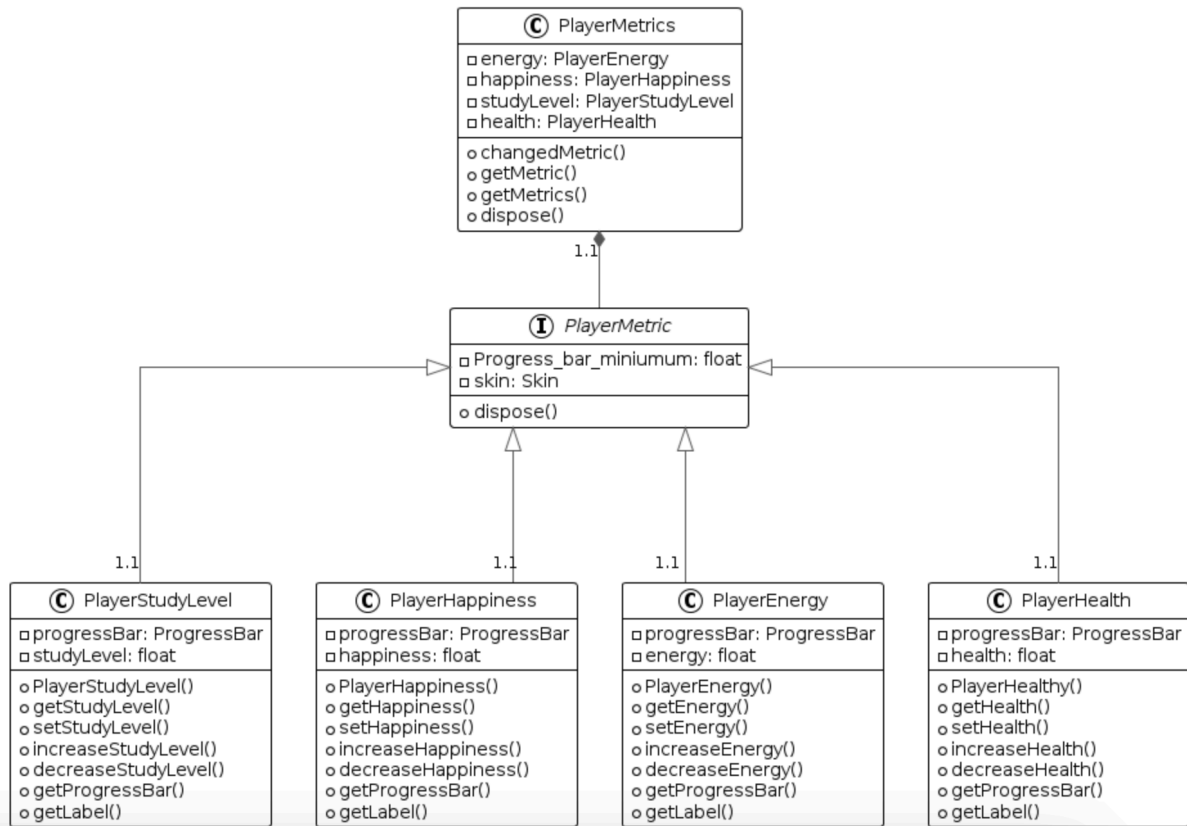 C PlayerMetrics
energy: PlayerEnergy
happiness: PlayerHappiness
studyLevel: PlayerStudyLevel
health: PlayerHealth
changedMetric()
getMetric()
getMetrics()
dispose()
1.1
I PlayerMetric
Progress_bar_miniumum: float
skin: Skin
dispose()
1.1
1.1
1.1
1.1
C PlayerStudyLevel
progressBar: ProgressBar
studyLevel: float
PlayerStudyLevel()
getStudyLevel()
setStudyLevel()
increaseStudyLevel()
decreaseStudyLevel()
getProgressBar()
getLabel()
C PlayerHappiness
progressBar: ProgressBar
happiness: float
PlayerHappiness()
getHappiness()
setHappiness()
increaseHappiness()
decreaseHappiness()
getProgressBar()
getLabel()
C PlayerEnergy
progressBar: ProgressBar
energy: float
PlayerEnergy()
getEnergy()
setEnergy()
increaseEnergy()
decreaseEnergy()
getProgressBar()
getLabel()
C PlayerHealth
progressBar: ProgressBar
health: float
PlayerHealthy()
getHealth()
setHealth()
increaseHealth()
decreaseHealth()
getProgressBar()
getLabel()